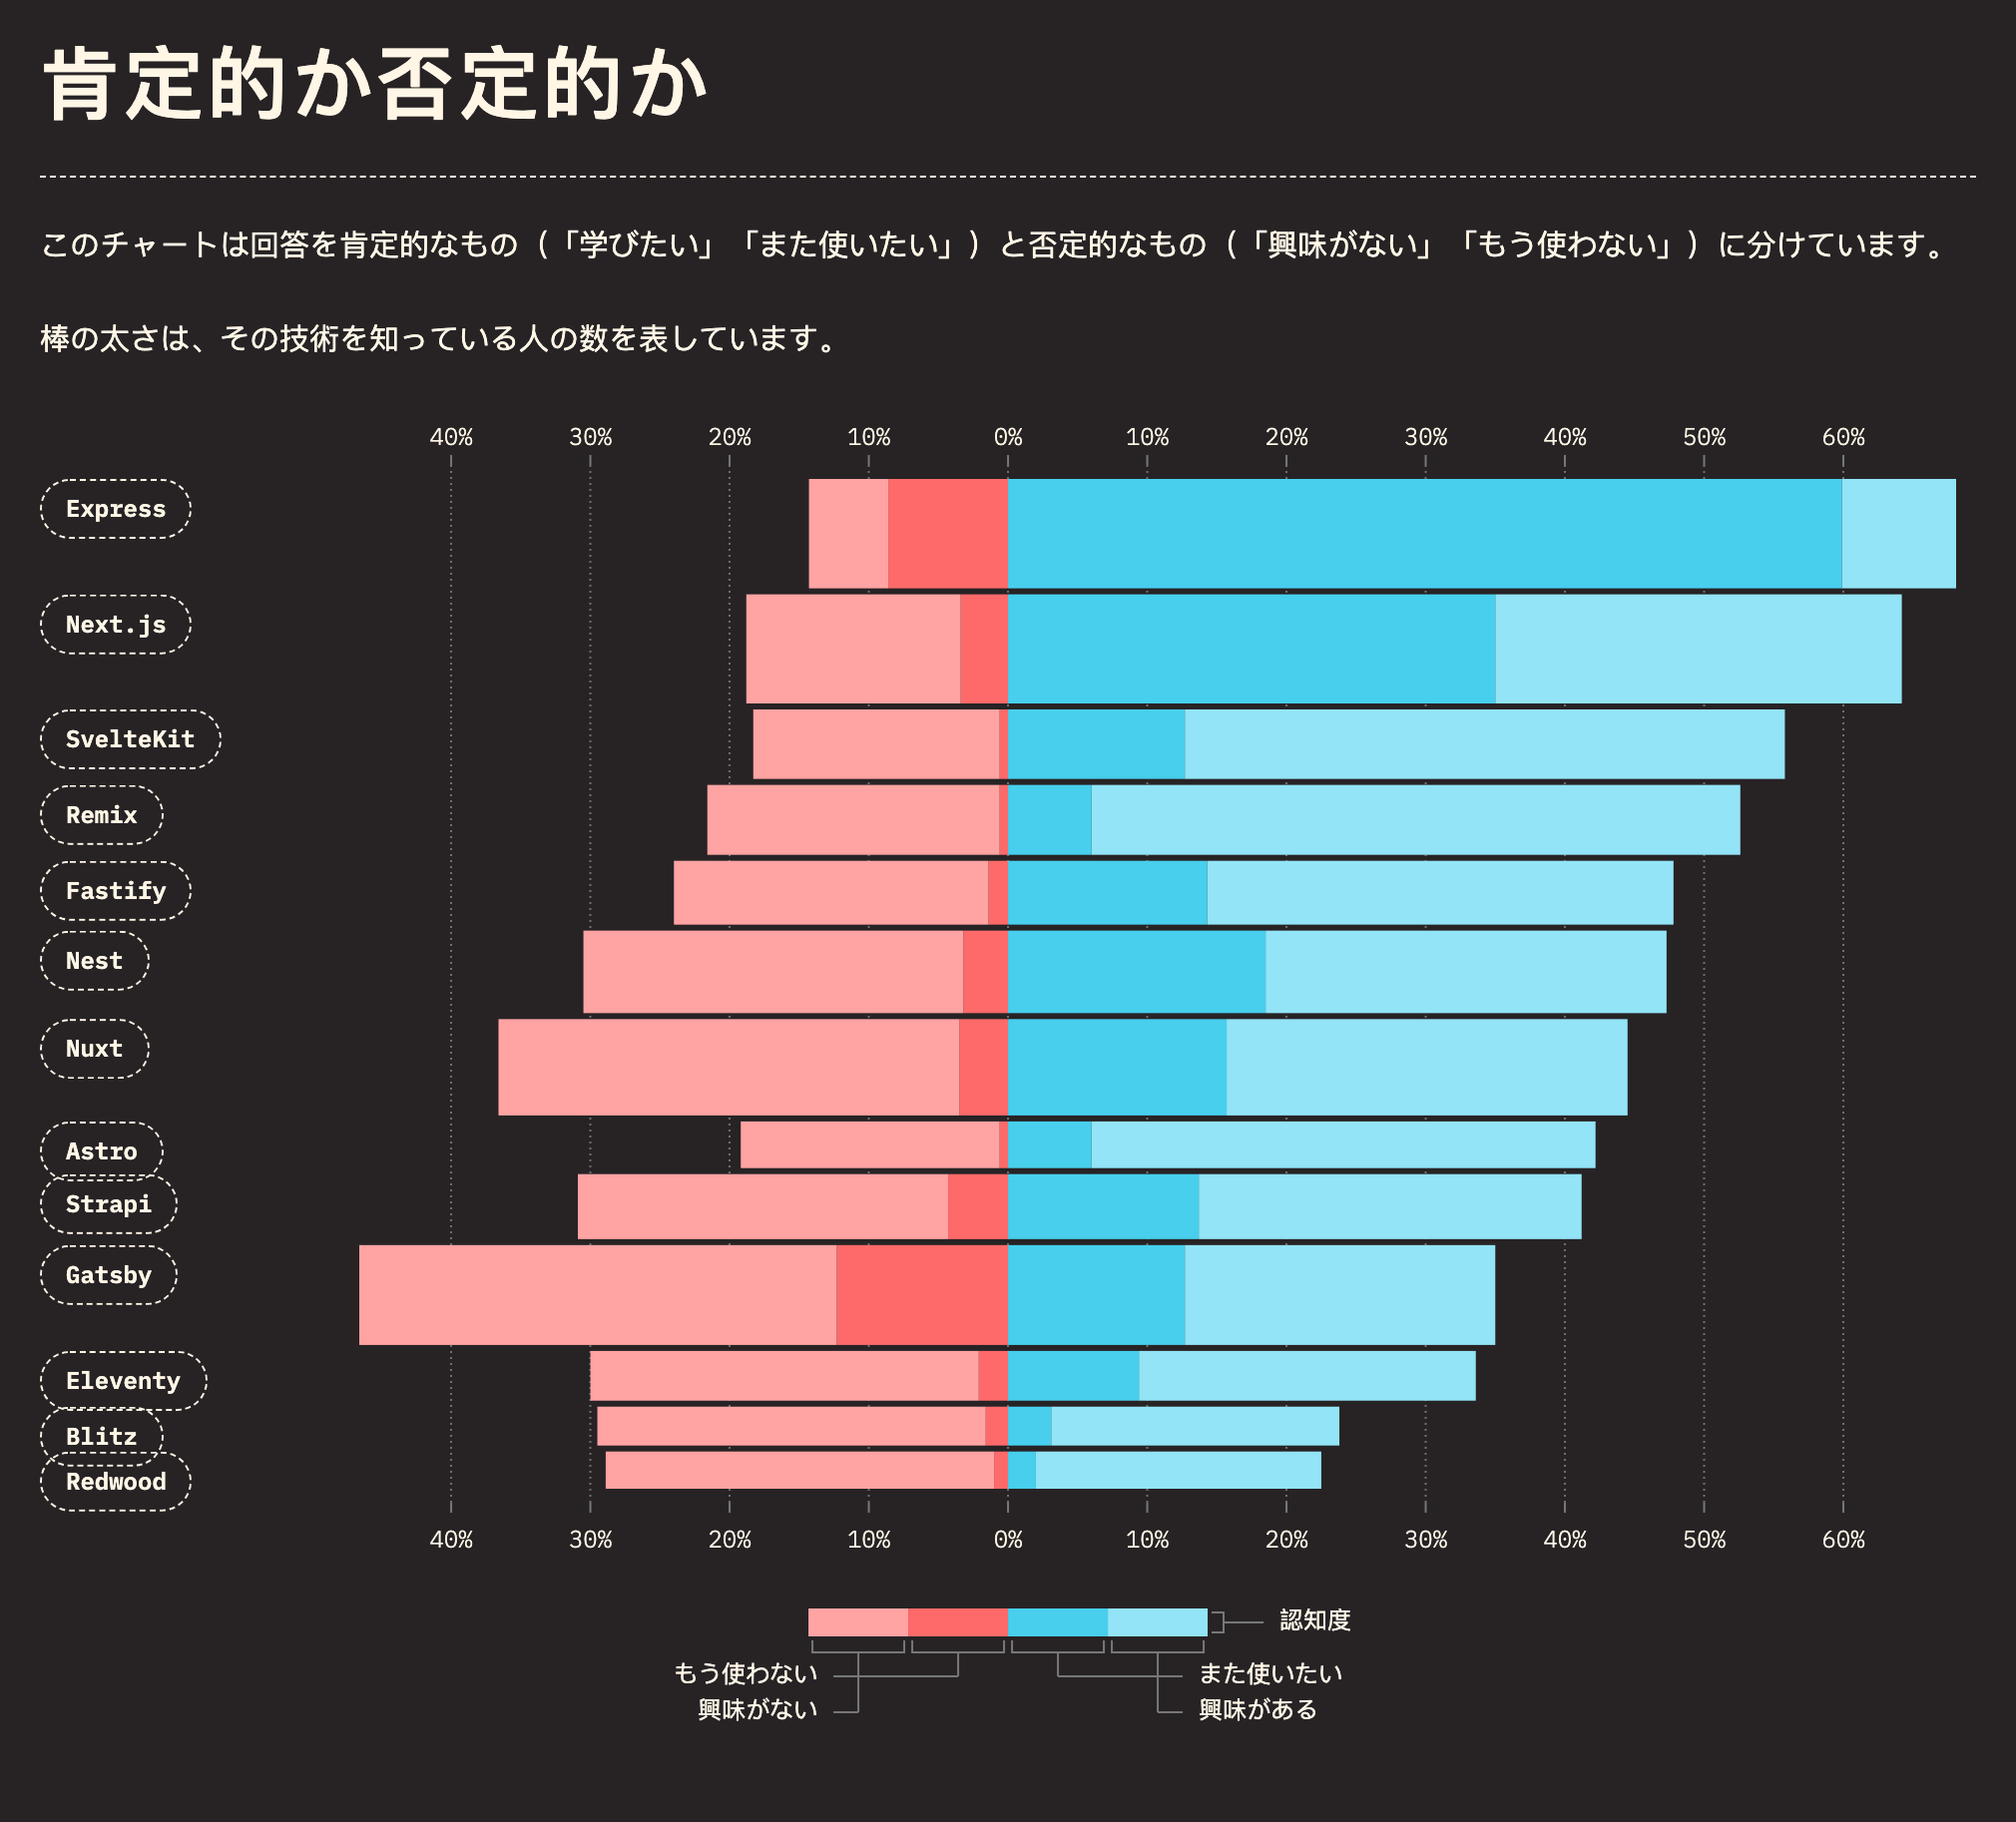 肯定的か否定的か
このチャートは回答を肯定的なもの（「学びたい」「また使いたい」）と否定的なもの（「興味がない」「もう使わない」）に分けています。
棒の太さは、その技術を知っている人の数を表しています。
40% 30% 20% 10% 0% 10% 20% 30% 40% 50% 60%
Express
Next.js
SvelteKit
Remix
Fastify
Nest
Nuxt
Astro
Strapi
Gatsby
Eleventy
Blitz
Redwood
40% 30% 20% 10% 0% 10% 20% 30% 40% 50% 60%
認知度
もう使わない また使いたい
興味がない 興味がある